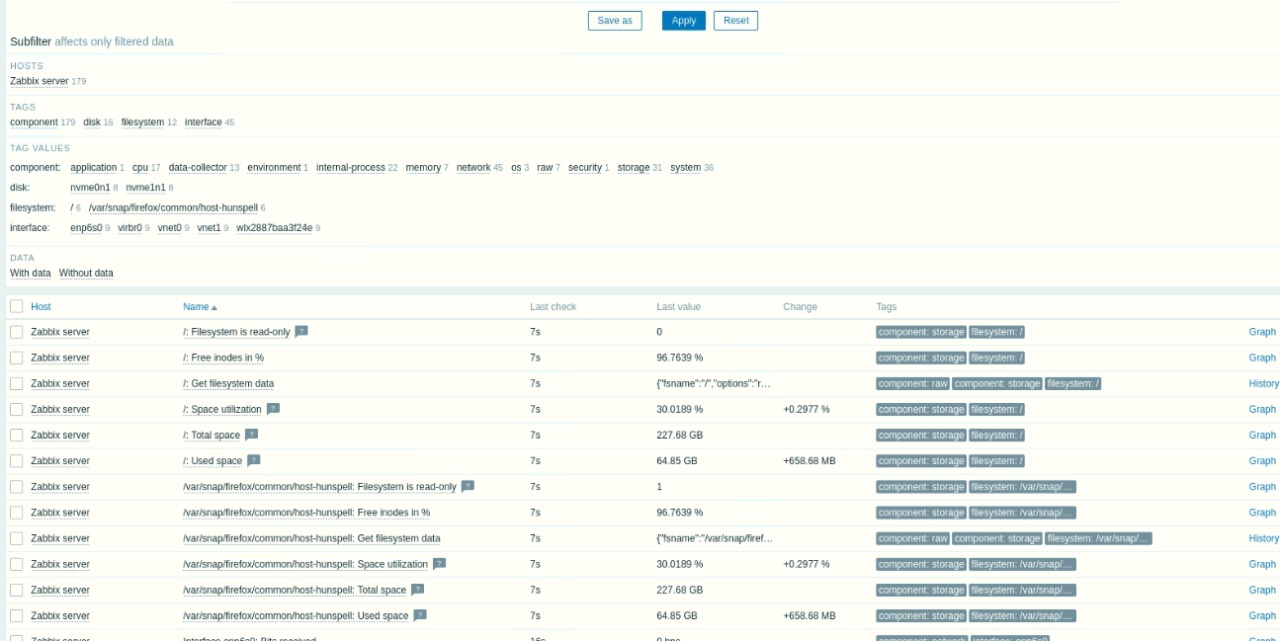 Save as Apply Reset
Subfilter affects only filtered data
HOSTS
Zabbix server 179
TAGS
component 179 disk 16 filesystem 12 interface 45
TAG VALUES
component: application 1 cpu 17 data-collector 13 environment 1 internal-process 22 memory 7 network 45 os 3 raw 7 security 1 storage 31 system 36
disk: nvme0n1 8 nvme1n1 8
filesystem: / 6 /var/snap/firefox/common/host-hunspell 6
interface: enp6s0 9 virbr0 9 vnet0 9 vnet1 9 wlx2887baa3f24e 9
DATA
With data Without data
Host Name Last check Last value Change Tags
Zabbix server /: Filesystem is read-only ? 7s 0 component: storage filesystem: / Graph
Zabbix server /: Free inodes in % 7s 96.7639 % component: storage filesystem: / Graph
Zabbix server /: Get filesystem data 7s {"fsname":"/","options":"r... component: raw component: storage filesystem: / History
Zabbix server /: Space utilization ? 7s 30.0189 % +0.2977 % component: storage filesystem: / Graph
Zabbix server /: Total space ? 7s 227.68 GB component: storage filesystem: / Graph
Zabbix server /: Used space ? 7s 64.85 GB +658.68 MB component: storage filesystem: / Graph
Zabbix server /var/snap/firefox/common/host-hunspell: Filesystem is read-only ? 7s 1 component: storage filesystem: /var/snap/... Graph
Zabbix server /var/snap/firefox/common/host-hunspell: Free inodes in % 7s 96.7639 % component: storage filesystem: /var/snap/... Graph
Zabbix server /var/snap/firefox/common/host-hunspell: Get filesystem data 7s {"fsname":"/var/snap/firef... component: raw component: storage filesystem: /var/snap/... History
Zabbix server /var/snap/firefox/common/host-hunspell: Space utilization ? 7s 30.0189 % +0.2977 % component: storage filesystem: /var/snap/... Graph
Zabbix server /var/snap/firefox/common/host-hunspell: Total space ? 7s 227.68 GB component: storage filesystem: /var/snap/... Graph
Zabbix server /var/snap/firefox/common/host-hunspell: Used space ? 7s 64.85 GB +658.68 MB component: storage filesystem: /var/snap/... Graph
Zabbix server Interface enp6s0: Bits received 16s 0 bps component: network interface: enp6s0 Graph